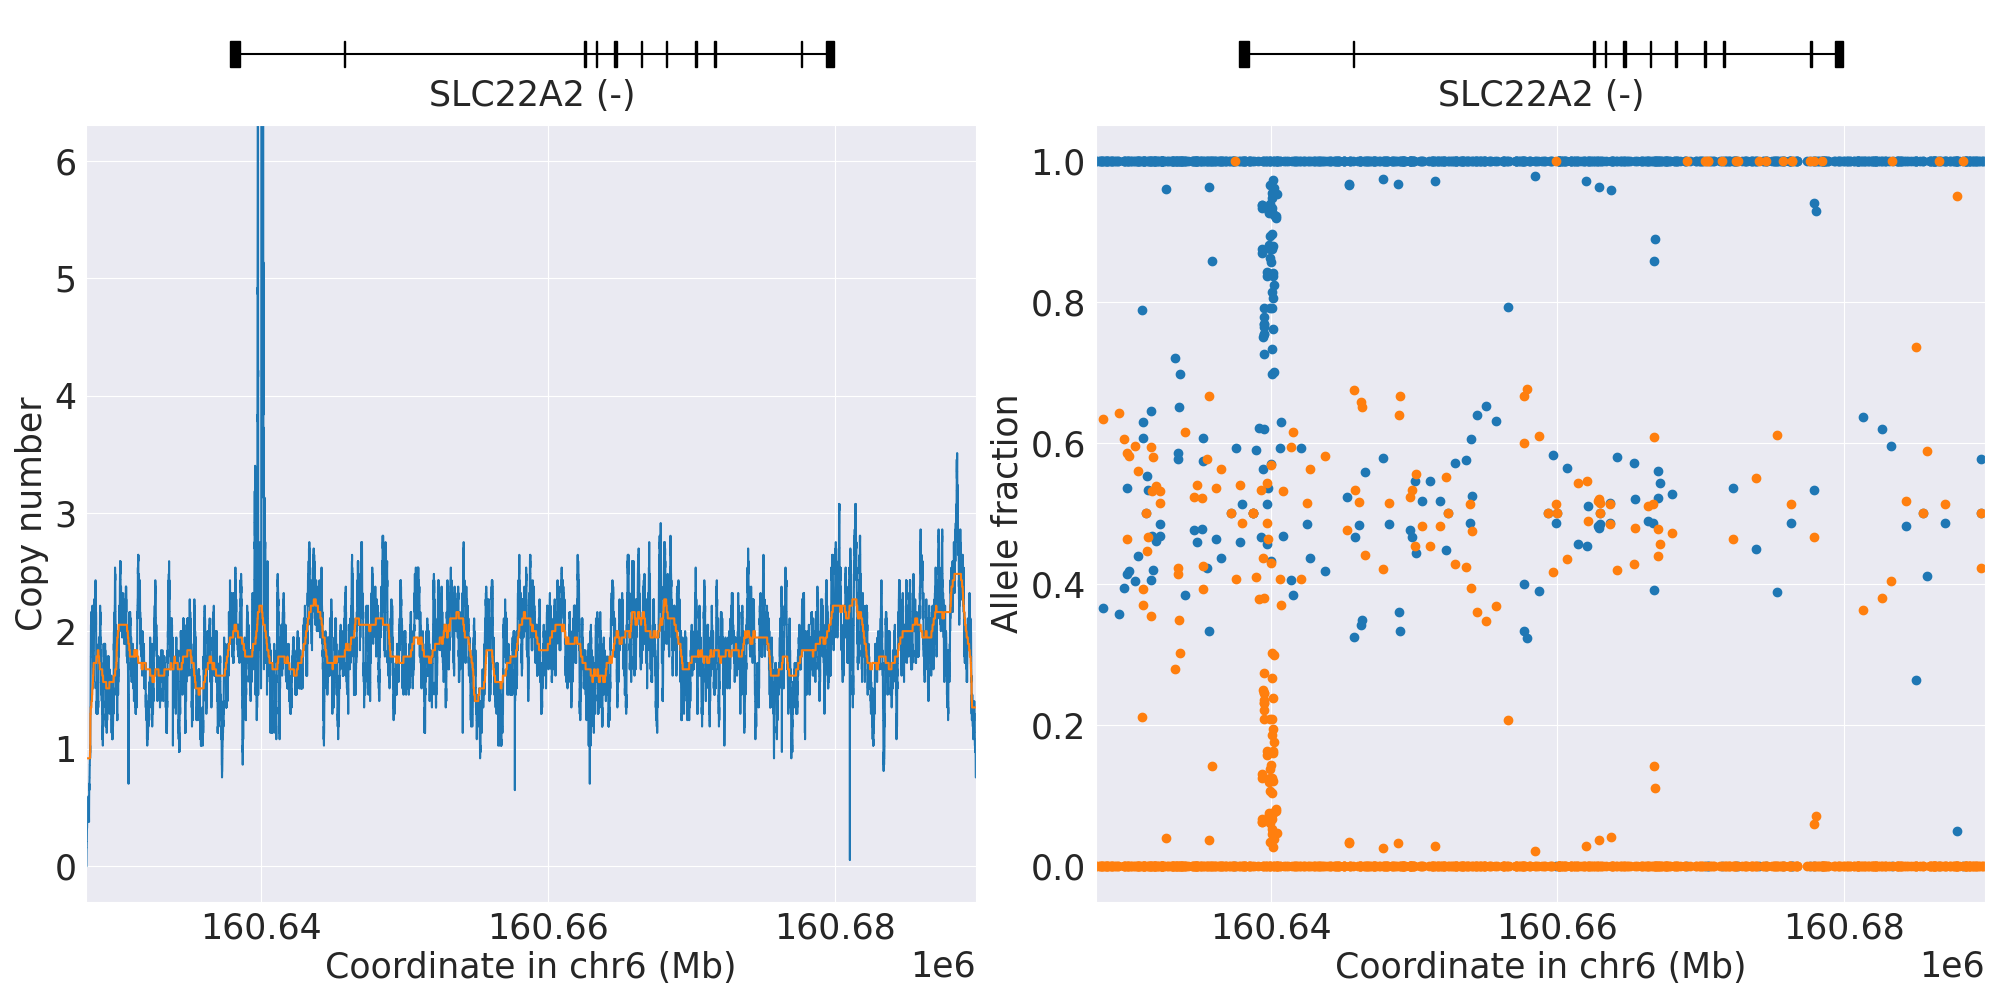 SLC22A2 (-)
6
5
4
3
2
1
0
Copy number
160.64
160.66
160.68
Coordinate in chr6 (Mb)
1e6
SLC22A2 (-)
1.0
0.8
0.6
0.4
0.2
0.0
Allele fraction
160.64
160.66
160.68
Coordinate in chr6 (Mb)
1e6